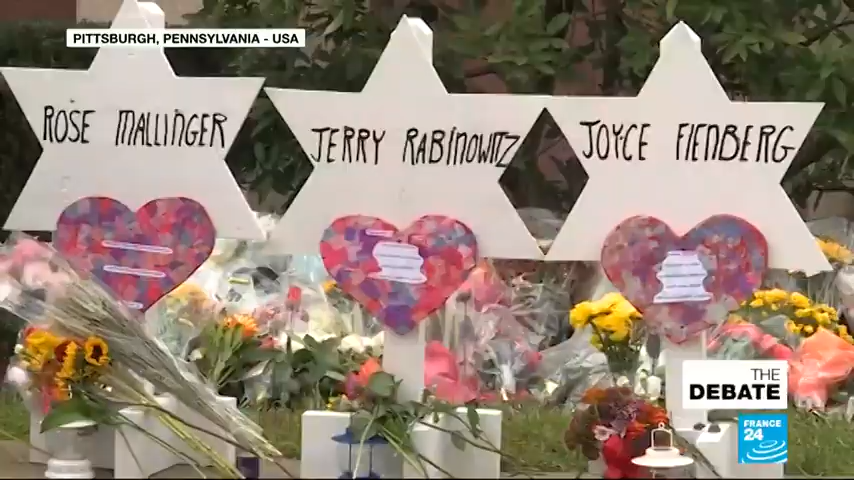 PITTSBURGH, PENNSYLVANIA - USA
ROSE MALLINGER
JERRY RABINOWITZ
JOYCE FIENBERG
THE
DEBATE
FRANCE
24